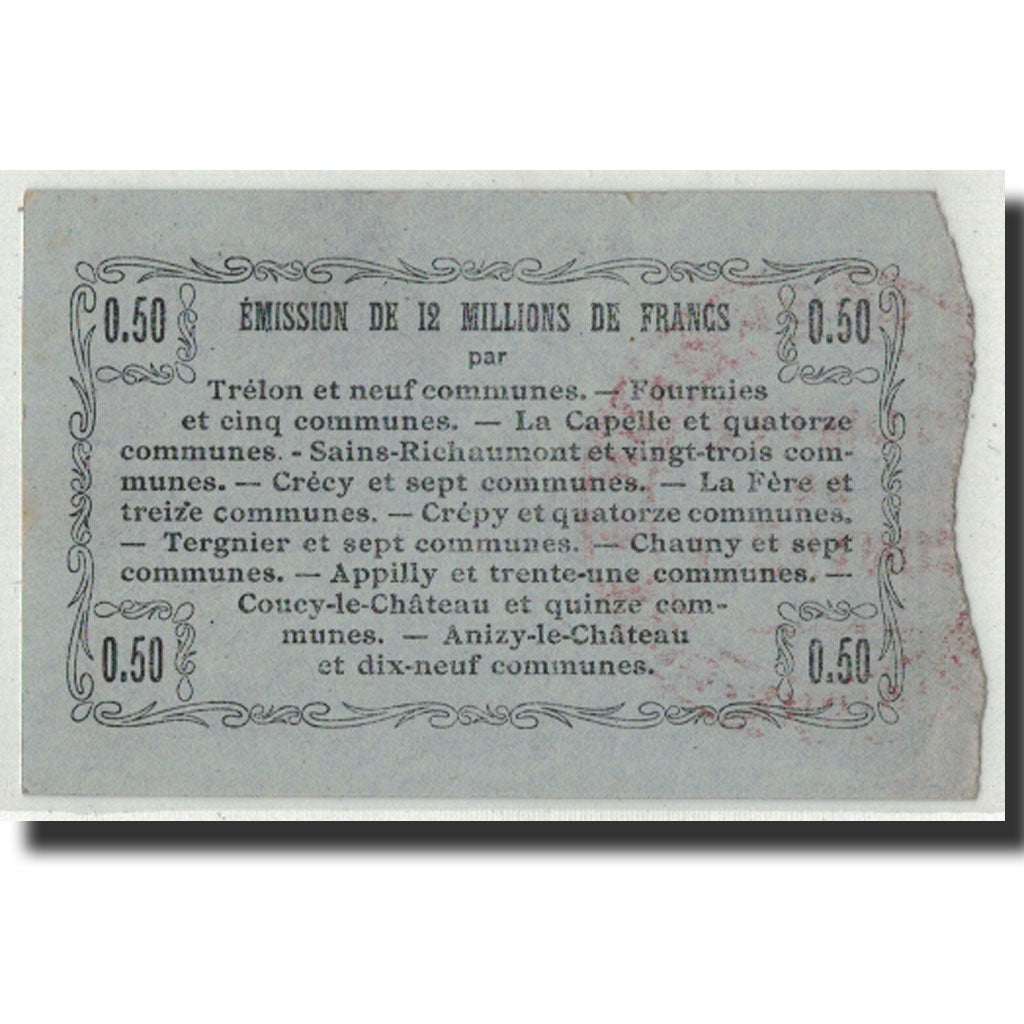 0.50 ÉMISSION DE 12 MILLIONS DE FRANCS 0.50
par
Trélon et neuf communes. — Fourmies
et cinq communes. — La Capelle et quatorze
communes. - Sains-Richaumont et vingt-trois com-
munes. — Crécy et sept communes. — La Fère et
treize communes. — Crépy et quatorze communes.
— Tergnier et sept communes. — Chauny et sept
communes. — Appilly et trente-une communes. —
Coucy-le-Château et quinze com-
munes. — Anizy-le-Château
0.50 et dix-neuf communes. 0.50